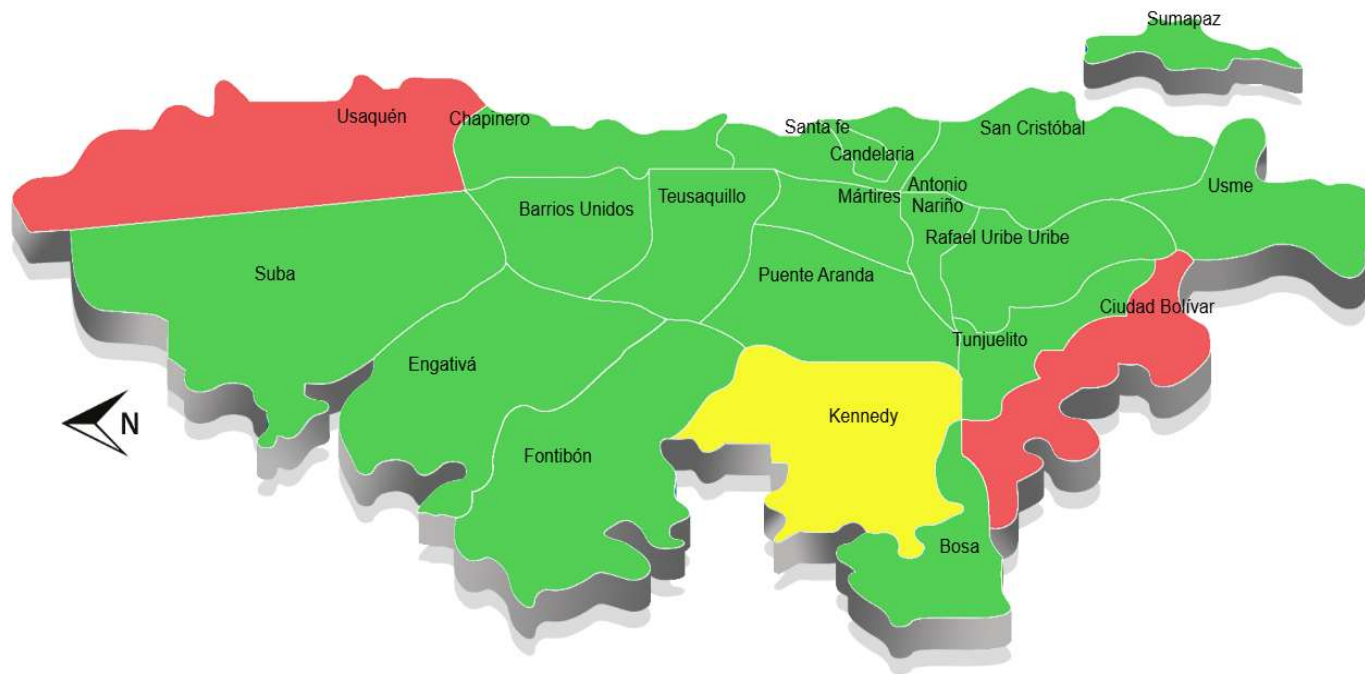 Sumapaz
Usaquén
Chapinero
Santa fe
San Cristóbal
Candelaria
Usme
Barrios Unidos
Teusaquillo
Mártires
Antonio
Nariño
Rafael Uribe Uribe
Suba
Puente Aranda
Ciudad Bolívar
Tunjuelito
Engativá
N
Kennedy
Fontibón
Bosa